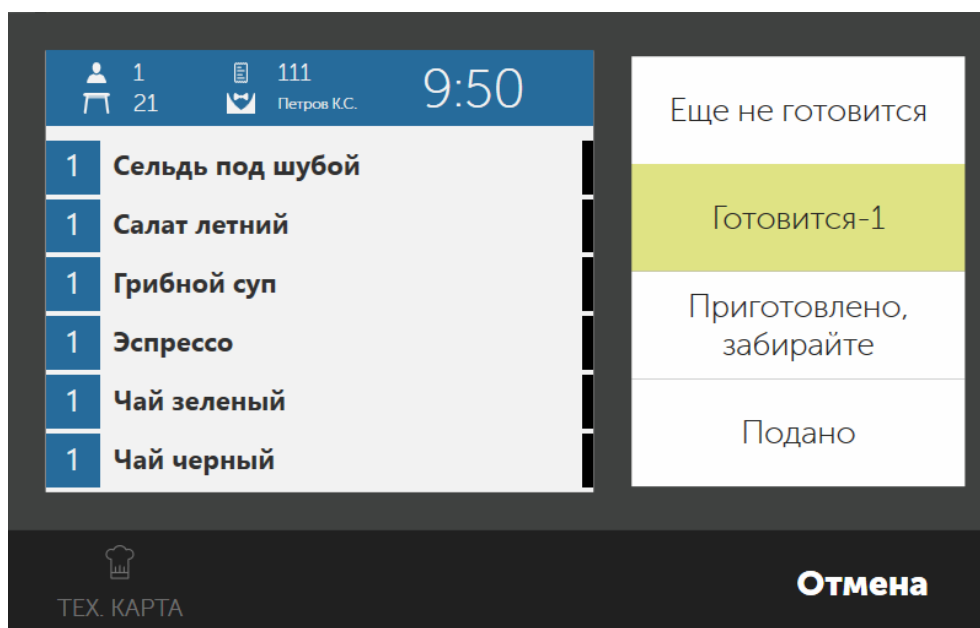 1
111
9:50
21
Петров К.С.
1 Сельдь под шубой
1 Салат летний
1 Грибной суп
1 Эспрессо
1 Чай зеленый
1 Чай черный
Еще не готовится
Готовится-1
Приготовлено,
забирайте
Подано
ТЕХ. КАРТА
Отмена